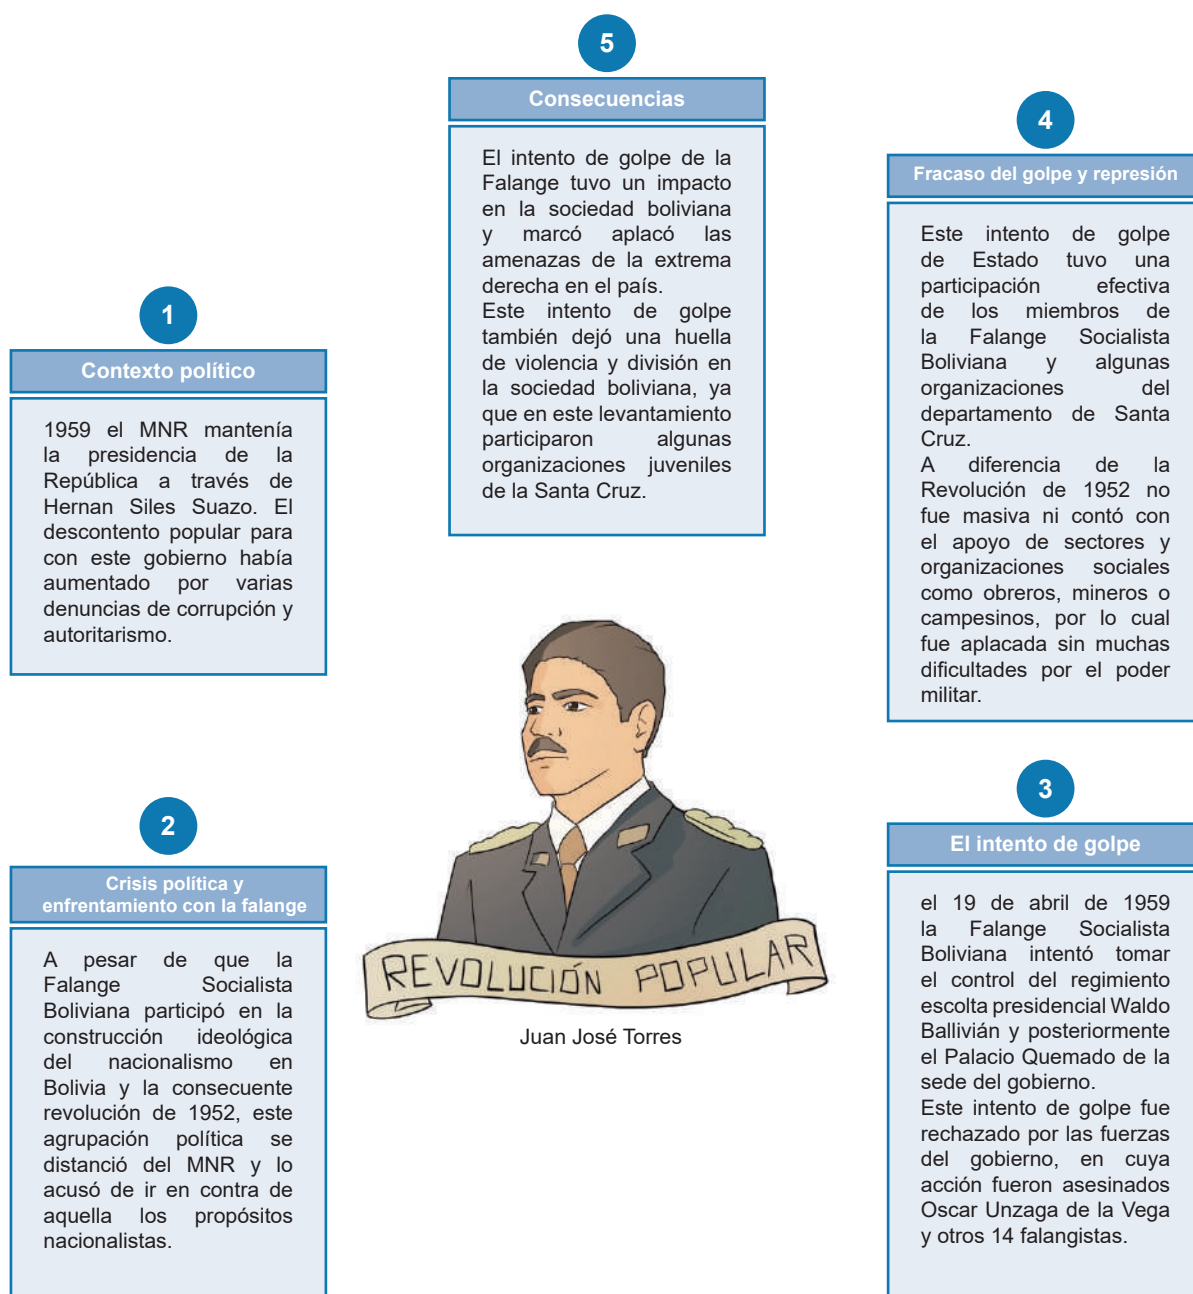 1
Contexto político
1959 el MNR mantenía
la presidencia de la
República a través de
Hernan Siles Suazo. El
descontento popular para
con este gobierno había
aumentado por varias
denuncias de corrupción y
autoritarismo.
2
Crisis política y
enfrentamiento con la falange
A pesar de que la
Falange Socialista
Boliviana participó en la
construcción ideológica
del nacionalismo en
Bolivia y la consecuente
revolución de 1952, este
agrupación política se
distanció del MNR y lo
acusó de ir en contra de
aquella los propósitos
nacionalistas.
3
El intento de golpe
el 19 de abril de 1959
la Falange Socialista
Boliviana intentó tomar
el control del regimiento
escolta presidencial Waldo
Ballivián y posteriormente
el Palacio Quemado de la
sede del gobierno.
Este intento de golpe fue
rechazado por las fuerzas
del gobierno, en cuya
acción fueron asesinados
Oscar Unzaga de la Vega
y otros 14 falangistas.
4
Fracaso del golpe y represión
Este intento de golpe
de Estado tuvo una
participación efectiva
de los miembros de
la Falange Socialista
Boliviana y algunas
organizaciones del
departamento de Santa
Cruz.
A diferencia de la
Revolución de 1952 no
fue masiva ni contó con
el apoyo de sectores y
organizaciones sociales
como obreros, mineros o
campesinos, por lo cual
fue aplacada sin muchas
dificultades por el poder
militar.
5
Consecuencias
El intento de golpe de la
Falange tuvo un impacto
en la sociedad boliviana
y marcó aplacó las
amenazas de la extrema
derecha en el país.
Este intento de golpe
también dejó una huella
de violencia y división en
la sociedad boliviana, ya
que en este levantamiento
participaron algunas
organizaciones juveniles
de la Santa Cruz.
REVOLUCIÓN POPULAR
Juan José Torres